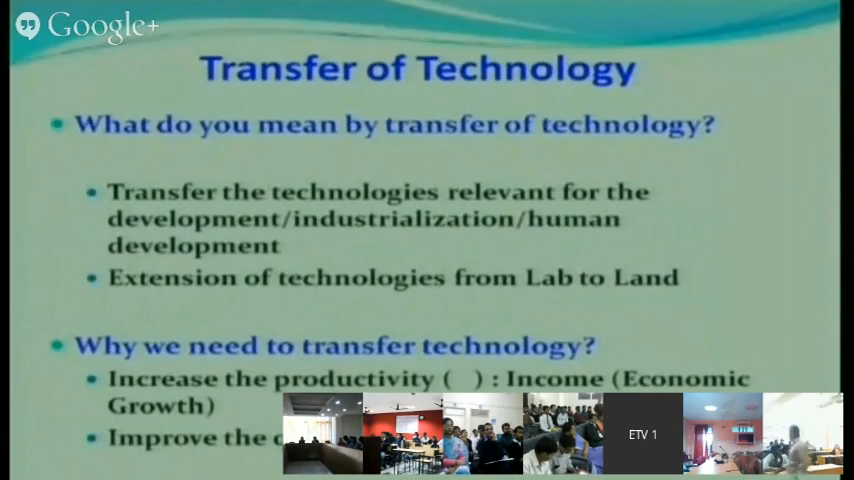 Google+
Transfer of Technology
What do you mean by transfer of technology?
Transfer the technologies relevant for the
development/industrialization/human
development
Extension of technologies from Lab to Land
Why we need to transfer technology?
Increase the productivity ( ) : Income (Economic
Growth)
Improve the
ETV 1